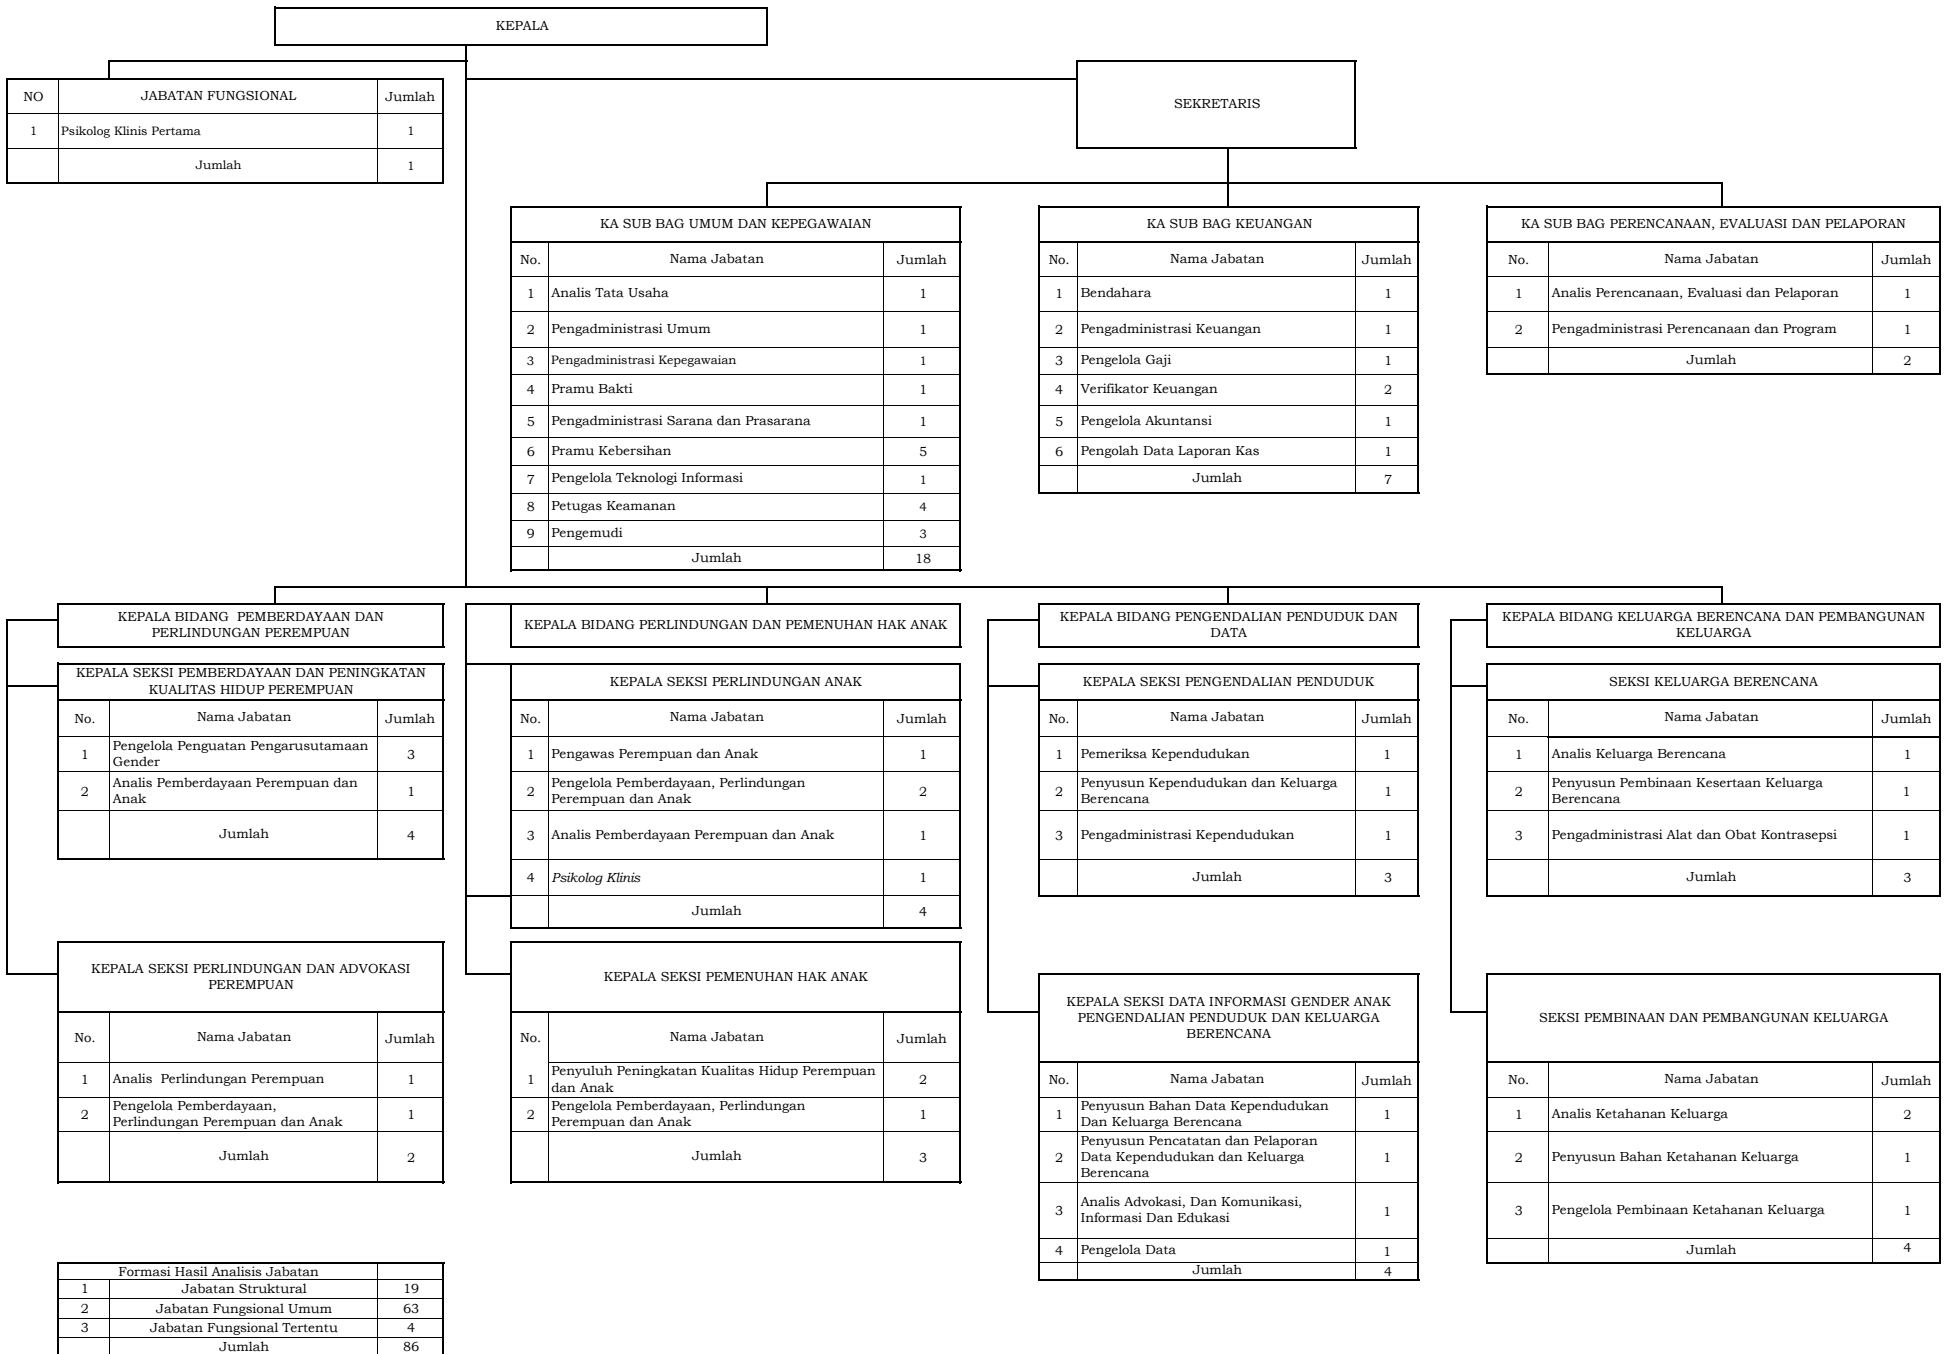 KEPALA
NO JABATAN FUNGSIONAL Jumlah
1 Psikolog Klinis Pertama 1
Jumlah 1
SEKRETARIS
KA SUB BAG UMUM DAN KEPEGAWAIAN
No. Nama Jabatan Jumlah
1 Analis Tata Usaha 1
2 Pengadministrasi Umum 1
3 Pengadministrasi Kepegawaian 1
4 Pramu Bakti 1
5 Pengadministrasi Sarana dan Prasarana 1
6 Pramu Kebersihan 5
7 Pengelola Teknologi Informasi 1
8 Petugas Keamanan 4
9 Pengemudi 3
Jumlah 18
KA SUB BAG KEUANGAN
No. Nama Jabatan Jumlah
1 Bendahara 1
2 Pengadministrasi Keuangan 1
3 Pengelola Gaji 1
4 Verifikator Keuangan 2
5 Pengelola Akuntansi 1
6 Pengolah Data Laporan Kas 1
Jumlah 7
KA SUB BAG PERENCANAAN, EVALUASI DAN PELAPORAN
No. Nama Jabatan Jumlah
1 Analis Perencanaan, Evaluasi dan Pelaporan 1
2 Pengadministrasi Perencanaan dan Program 1
Jumlah 2
KEPALA BIDANG PEMBERDAYAAN DAN
PERLINDUNGAN PEREMPUAN
KEPALA SEKSI PEMBERDAYAAN DAN PENINGKATAN
KUALITAS HIDUP PEREMPUAN
No. Nama Jabatan Jumlah
1 Pengelola Penguatan Pengarusutamaan
Gender 3
2 Analis Pemberdayaan Perempuan dan
Anak 1
Jumlah 4
KEPALA SEKSI PERLINDUNGAN DAN ADVOKASI
PEREMPUAN
No. Nama Jabatan Jumlah
1 Analis Perlindungan Perempuan 1
2 Pengelola Pemberdayaan,
Perlindungan Perempuan dan Anak 1
Jumlah 2
KEPALA BIDANG PERLINDUNGAN DAN PEMENUHAN HAK ANAK
KEPALA SEKSI PERLINDUNGAN ANAK
No. Nama Jabatan Jumlah
1 Pengawas Perempuan dan Anak 1
2 Pengelola Pemberdayaan, Perlindungan
Perempuan dan Anak 2
3 Analis Pemberdayaan Perempuan dan Anak 1
4 Psikolog Klinis 1
Jumlah 4
KEPALA SEKSI PEMENUHAN HAK ANAK
No. Nama Jabatan Jumlah
1 Penyuluh Peningkatan Kualitas Hidup Perempuan
dan Anak 2
2 Pengelola Pemberdayaan, Perlindungan
Perempuan dan Anak 1
Jumlah 3
KEPALA BIDANG PENGENDALIAN PENDUDUK DAN
DATA
KEPALA SEKSI PENGENDALIAN PENDUDUK
No. Nama Jabatan Jumlah
1 Pemeriksa Kependudukan 1
2 Penyusun Kependudukan dan Keluarga
Berencana 1
3 Pengadministrasi Kependudukan 1
Jumlah 3
KEPALA SEKSI DATA INFORMASI GENDER ANAK
PENGENDALIAN PENDUDUK DAN KELUARGA
BERENCANA
No. Nama Jabatan Jumlah
1 Penyusun Bahan Data Kependudukan
Dan Keluarga Berencana 1
2 Penyusun Pencatatan dan Pelaporan
Data Kependudukan dan Keluarga
Berencana 1
3 Analis Advokasi, Dan Komunikasi,
Informasi Dan Edukasi 1
4 Pengelola Data 1
Jumlah 4
KEPALA BIDANG KELUARGA BERENCANA DAN PEMBANGUNAN
KELUARGA
SEKSI KELUARGA BERENCANA
No. Nama Jabatan Jumlah
1 Analis Keluarga Berencana 1
2 Penyusun Pembinaan Kesertaan Keluarga
Berencana 1
3 Pengadministrasi Alat dan Obat Kontrasepsi 1
Jumlah 3
SEKSI PEMBINAAN DAN PEMBANGUNAN KELUARGA
No. Nama Jabatan Jumlah
1 Analis Ketahanan Keluarga 2
2 Penyusun Bahan Ketahanan Keluarga 1
3 Pengelola Pembinaan Ketahanan Keluarga 1
Jumlah 4
Formasi Hasil Analisis Jabatan
1 Jabatan Struktural 19
2 Jabatan Fungsional Umum 63
3 Jabatan Fungsional Tertentu 4
Jumlah 86